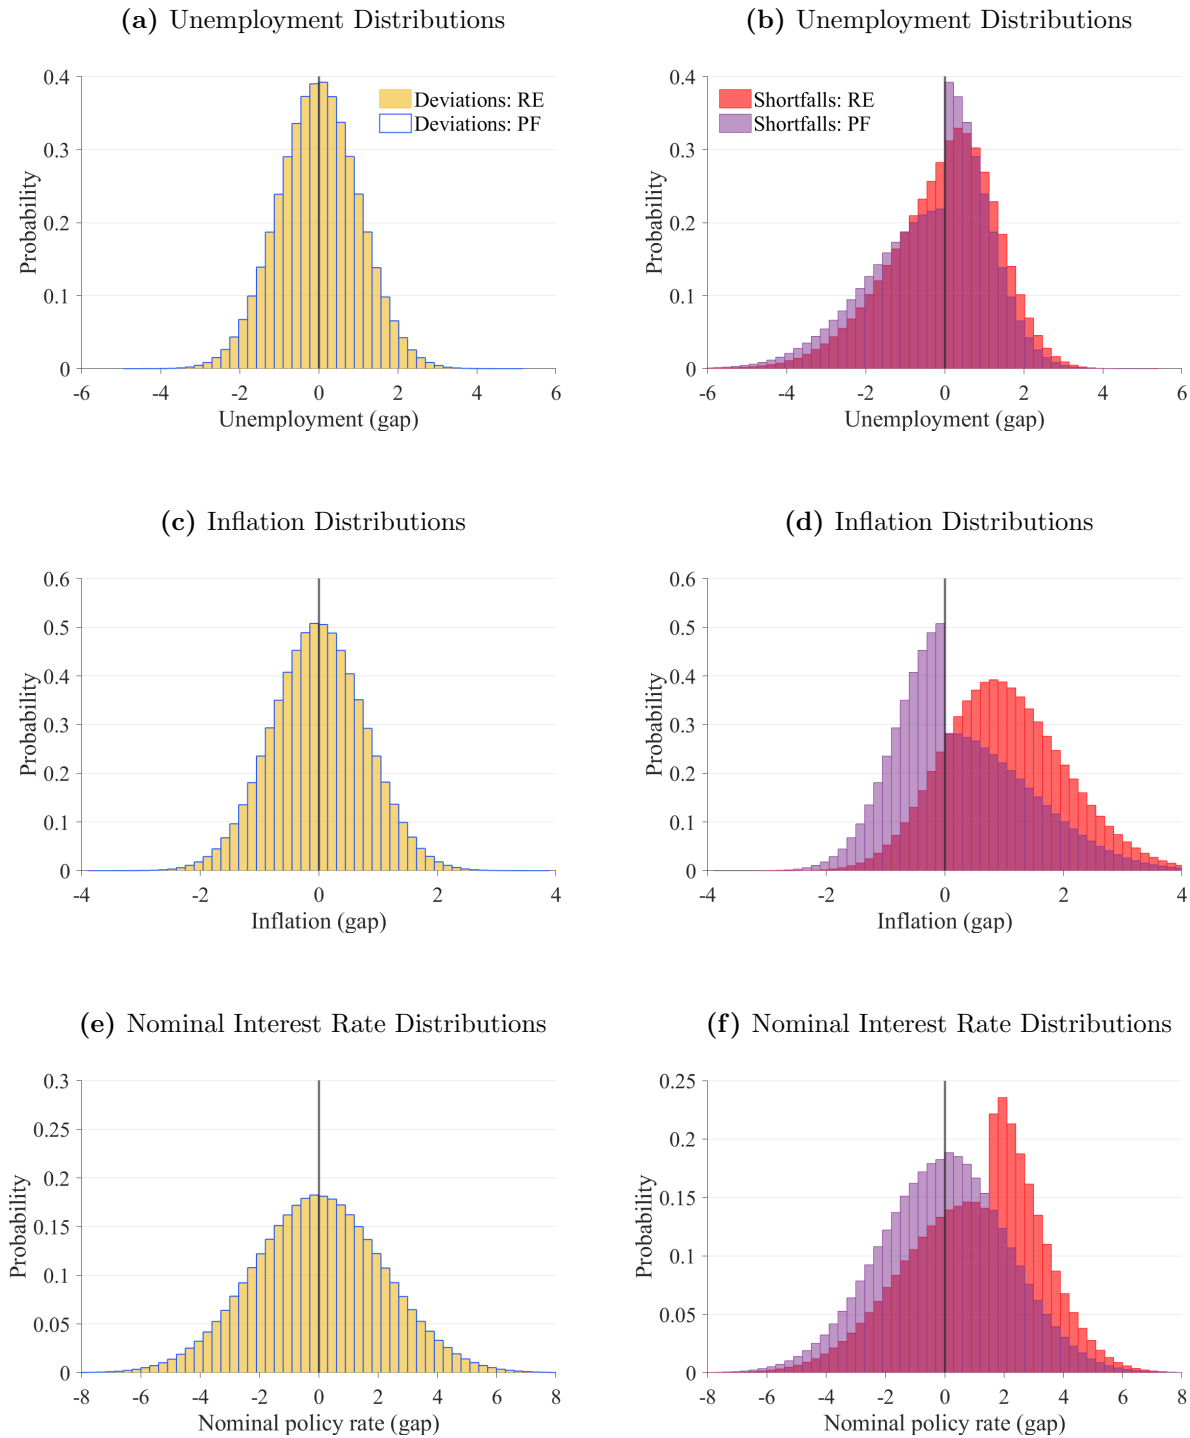 (a) Unemployment Distributions
0.4
0.3
0.2
0.1
0
Probability
Deviations: RE
Deviations: PF
-6 -4 -2 0 2 4 6
Unemployment (gap)
(b) Unemployment Distributions
0.4
0.3
0.2
0.1
0
Probability
Shortfalls: RE
Shortfalls: PF
-6 -4 -2 0 2 4 6
Unemployment (gap)
(c) Inflation Distributions
0.6
0.5
0.4
0.3
0.2
0.1
0
Probability
-4 -2 0 2 4
Inflation (gap)
(d) Inflation Distributions
0.6
0.5
0.4
0.3
0.2
0.1
0
Probability
-4 -2 0 2 4
Inflation (gap)
(e) Nominal Interest Rate Distributions
0.3
0.25
0.2
0.15
0.1
0.05
0
Probability
-8 -6 -4 -2 0 2 4 6 8
Nominal policy rate (gap)
(f) Nominal Interest Rate Distributions
0.25
0.2
0.15
0.1
0.05
0
Probability
-8 -6 -4 -2 0 2 4 6 8
Nominal policy rate (gap)